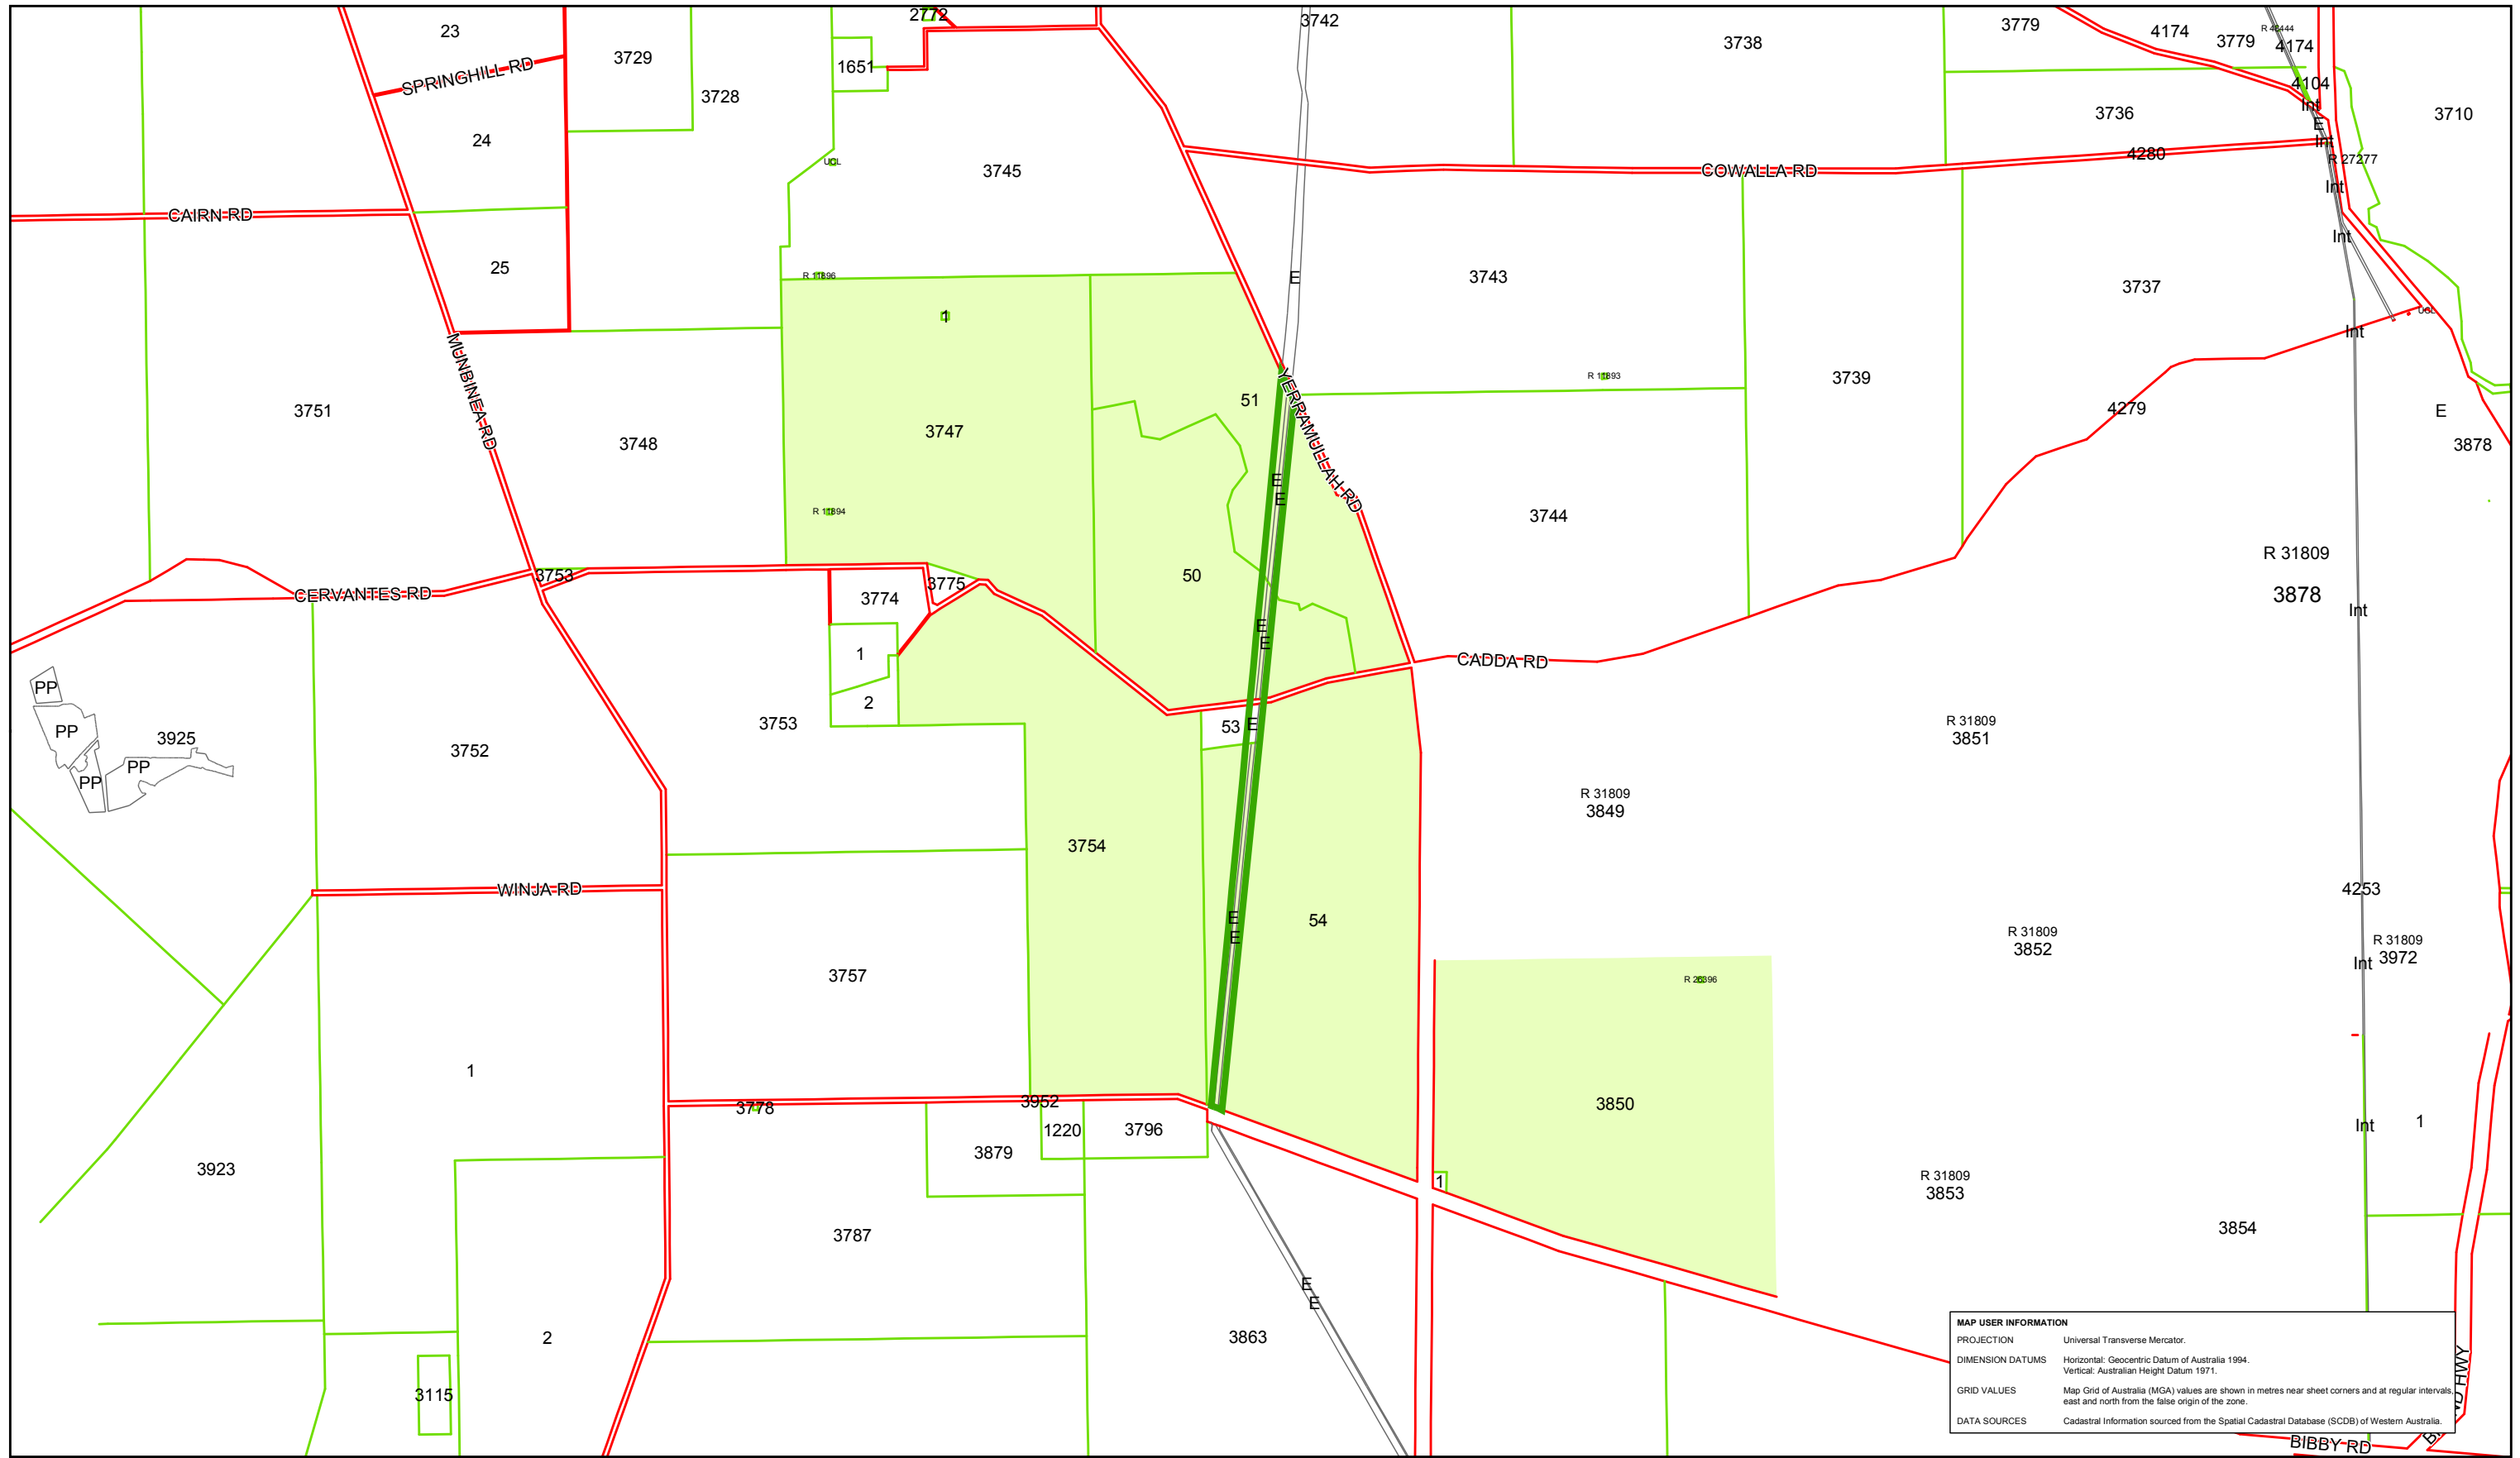 23
2772
3742
3779
4174
R 46444
3738
3779
4174
3729
1651
SPRINGHILL RD
3728
4104
Int
3736
3710
E
24
Int
4280
R 27277
UCL
3745
COWALLA RD
Int
CAIRN RD
Int
25
R 11896
E
3743
3737
1
UCL
Int
MUNBINEA RD
YERRAMULLAH RD
R 11893
3739
3751
51
4279
E
3748
3747
3878
E
E
R 11894
3744
R 31809
3753
50
3775
CERVANTES RD
3774
3878
Int
E
E
1
CADDA RD
PP
2
3753
53
E
R 31809
3851
PP
3925
3752
PP
PP
R 31809
3849
3754
WINJA RD
4253
E
54
E
R 31809
3852
R 31809
3972
Int
3757
R 26396
1
3778
3952
3850
1220
3796
Int
1
3879
3923
1
R 31809
3853
3787
3854
E
E
2
3863
3115
MAP USER INFORMATION
PROJECTION Universal Transverse Mercator.
DIMENSION DATUMS Horizontal: Geocentric Datum of Australia 1994.
Vertical: Australian Height Datum 1971.
GRID VALUES Map Grid of Australia (MGA) values are shown in metres near sheet corners and at regular intervals,
east and north from the false origin of the zone.
DATA SOURCES Cadastral Information sourced from the Spatial Cadastral Database (SCDB) of Western Australia.
HWY
BIBBY RD